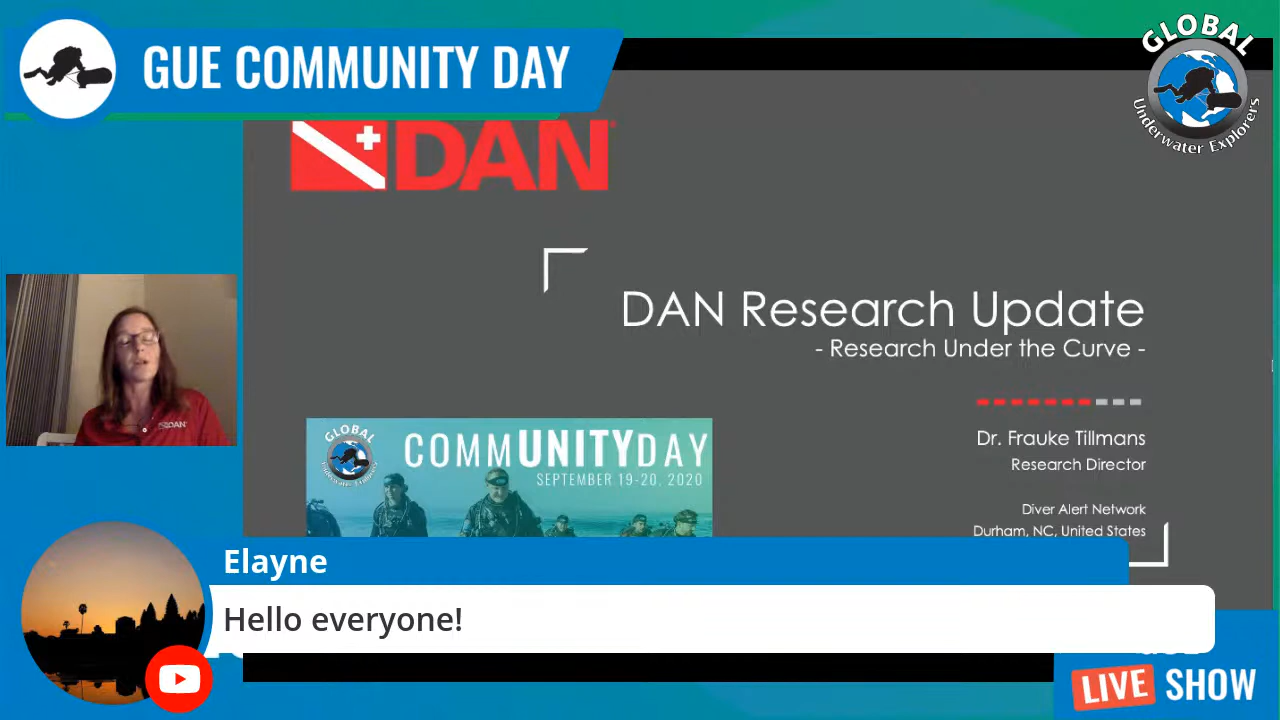 GUE COMMUNITY DAY
GLOBAL
Underwater Explorers
DAN
DAN Research Update
- Research Under the Curve -
Dr. Frauke Tillmans
Research Director
Diver Alert Network
Durham, NC, United States
DAN
GLOBAL
COMMUNITYDAY
SEPTEMBER 19-20, 2020
Elayne
Hello everyone!
LIVE SHOW